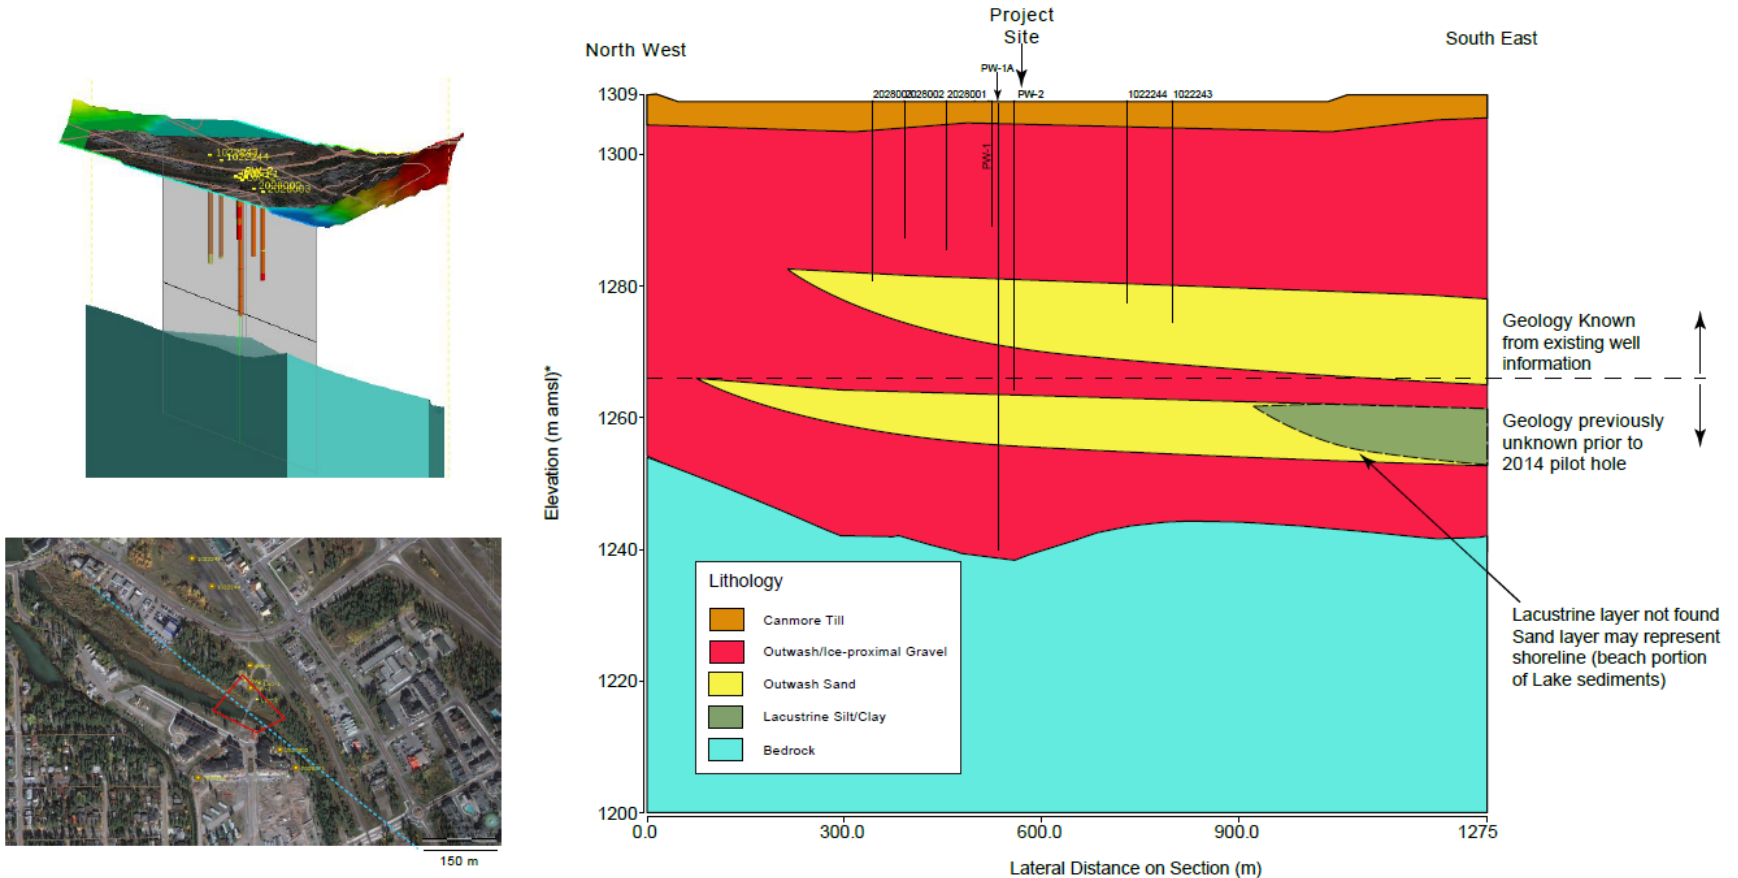 Project
Site
North West
South East
PW-1A
1309
2028003
2028002
2028001
PW-2
1022244
1022243
1300
PW-1
1280
Geology Known
from existing well
information
1260
Geology previously
unknown prior to
2014 pilot hole
Elevation (m amsl)*
1240
Lithology
Canmore Till
Outwash/Ice-proximal Gravel
Outwash Sand
Lacustrine Silt/Clay
Bedrock
Lacustrine layer not found
Sand layer may represent
shoreline (beach portion
of Lake sediments)
1220
1200
0.0
300.0
600.0
900.0
1275
Lateral Distance on Section (m)
1022244
150 m